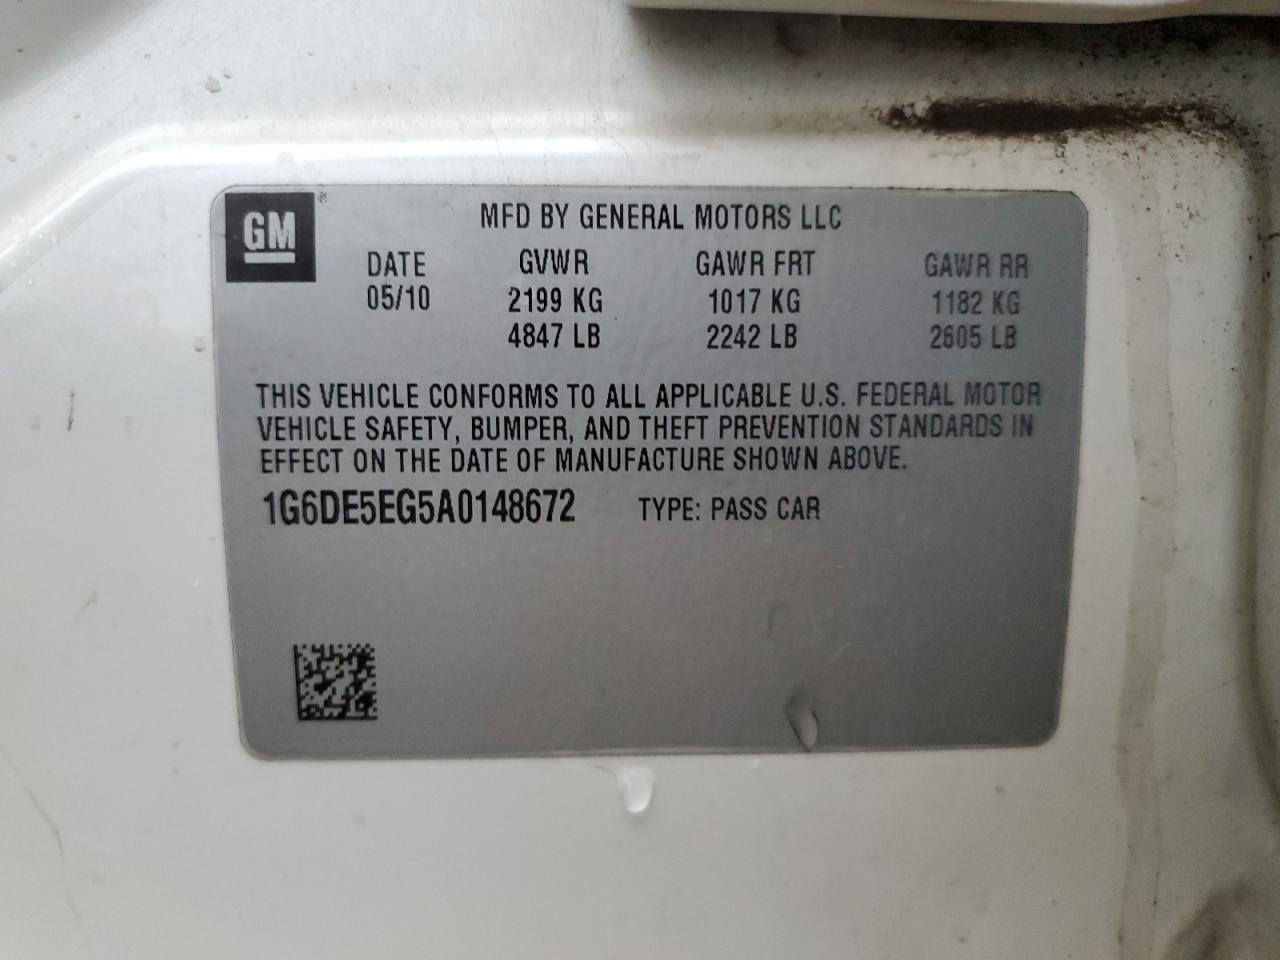 GM®
MFD BY GENERAL MOTORS LLC
DATE GVWR GAWR FRT GAWR RR
05/10 2199 KG 1017 KG 1182 KG
4847 LB 2242 LB 2605 LB
THIS VEHICLE CONFORMS TO ALL APPLICABLE U.S. FEDERAL MOTOR
VEHICLE SAFETY, BUMPER, AND THEFT PREVENTION STANDARDS IN
EFFECT ON THE DATE OF MANUFACTURE SHOWN ABOVE.
1G6DE5EG5A0148672 TYPE: PASS CAR